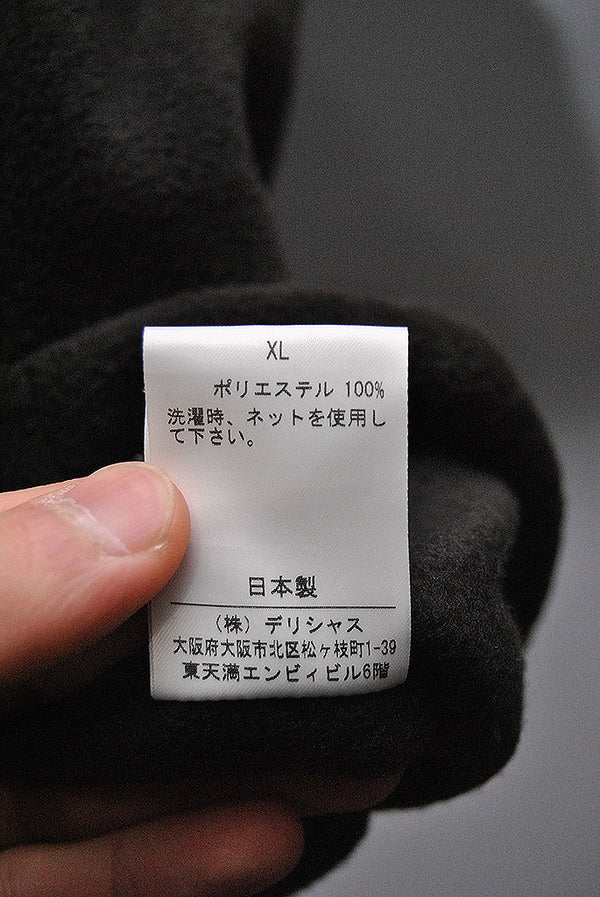 XL
ポリエステル 100%
洗濯時、ネットを使用し
て下さい。
日本製
(株) デリシャス
大阪府大阪市北区松ヶ枝町1-39
東天満エンビィビル6階